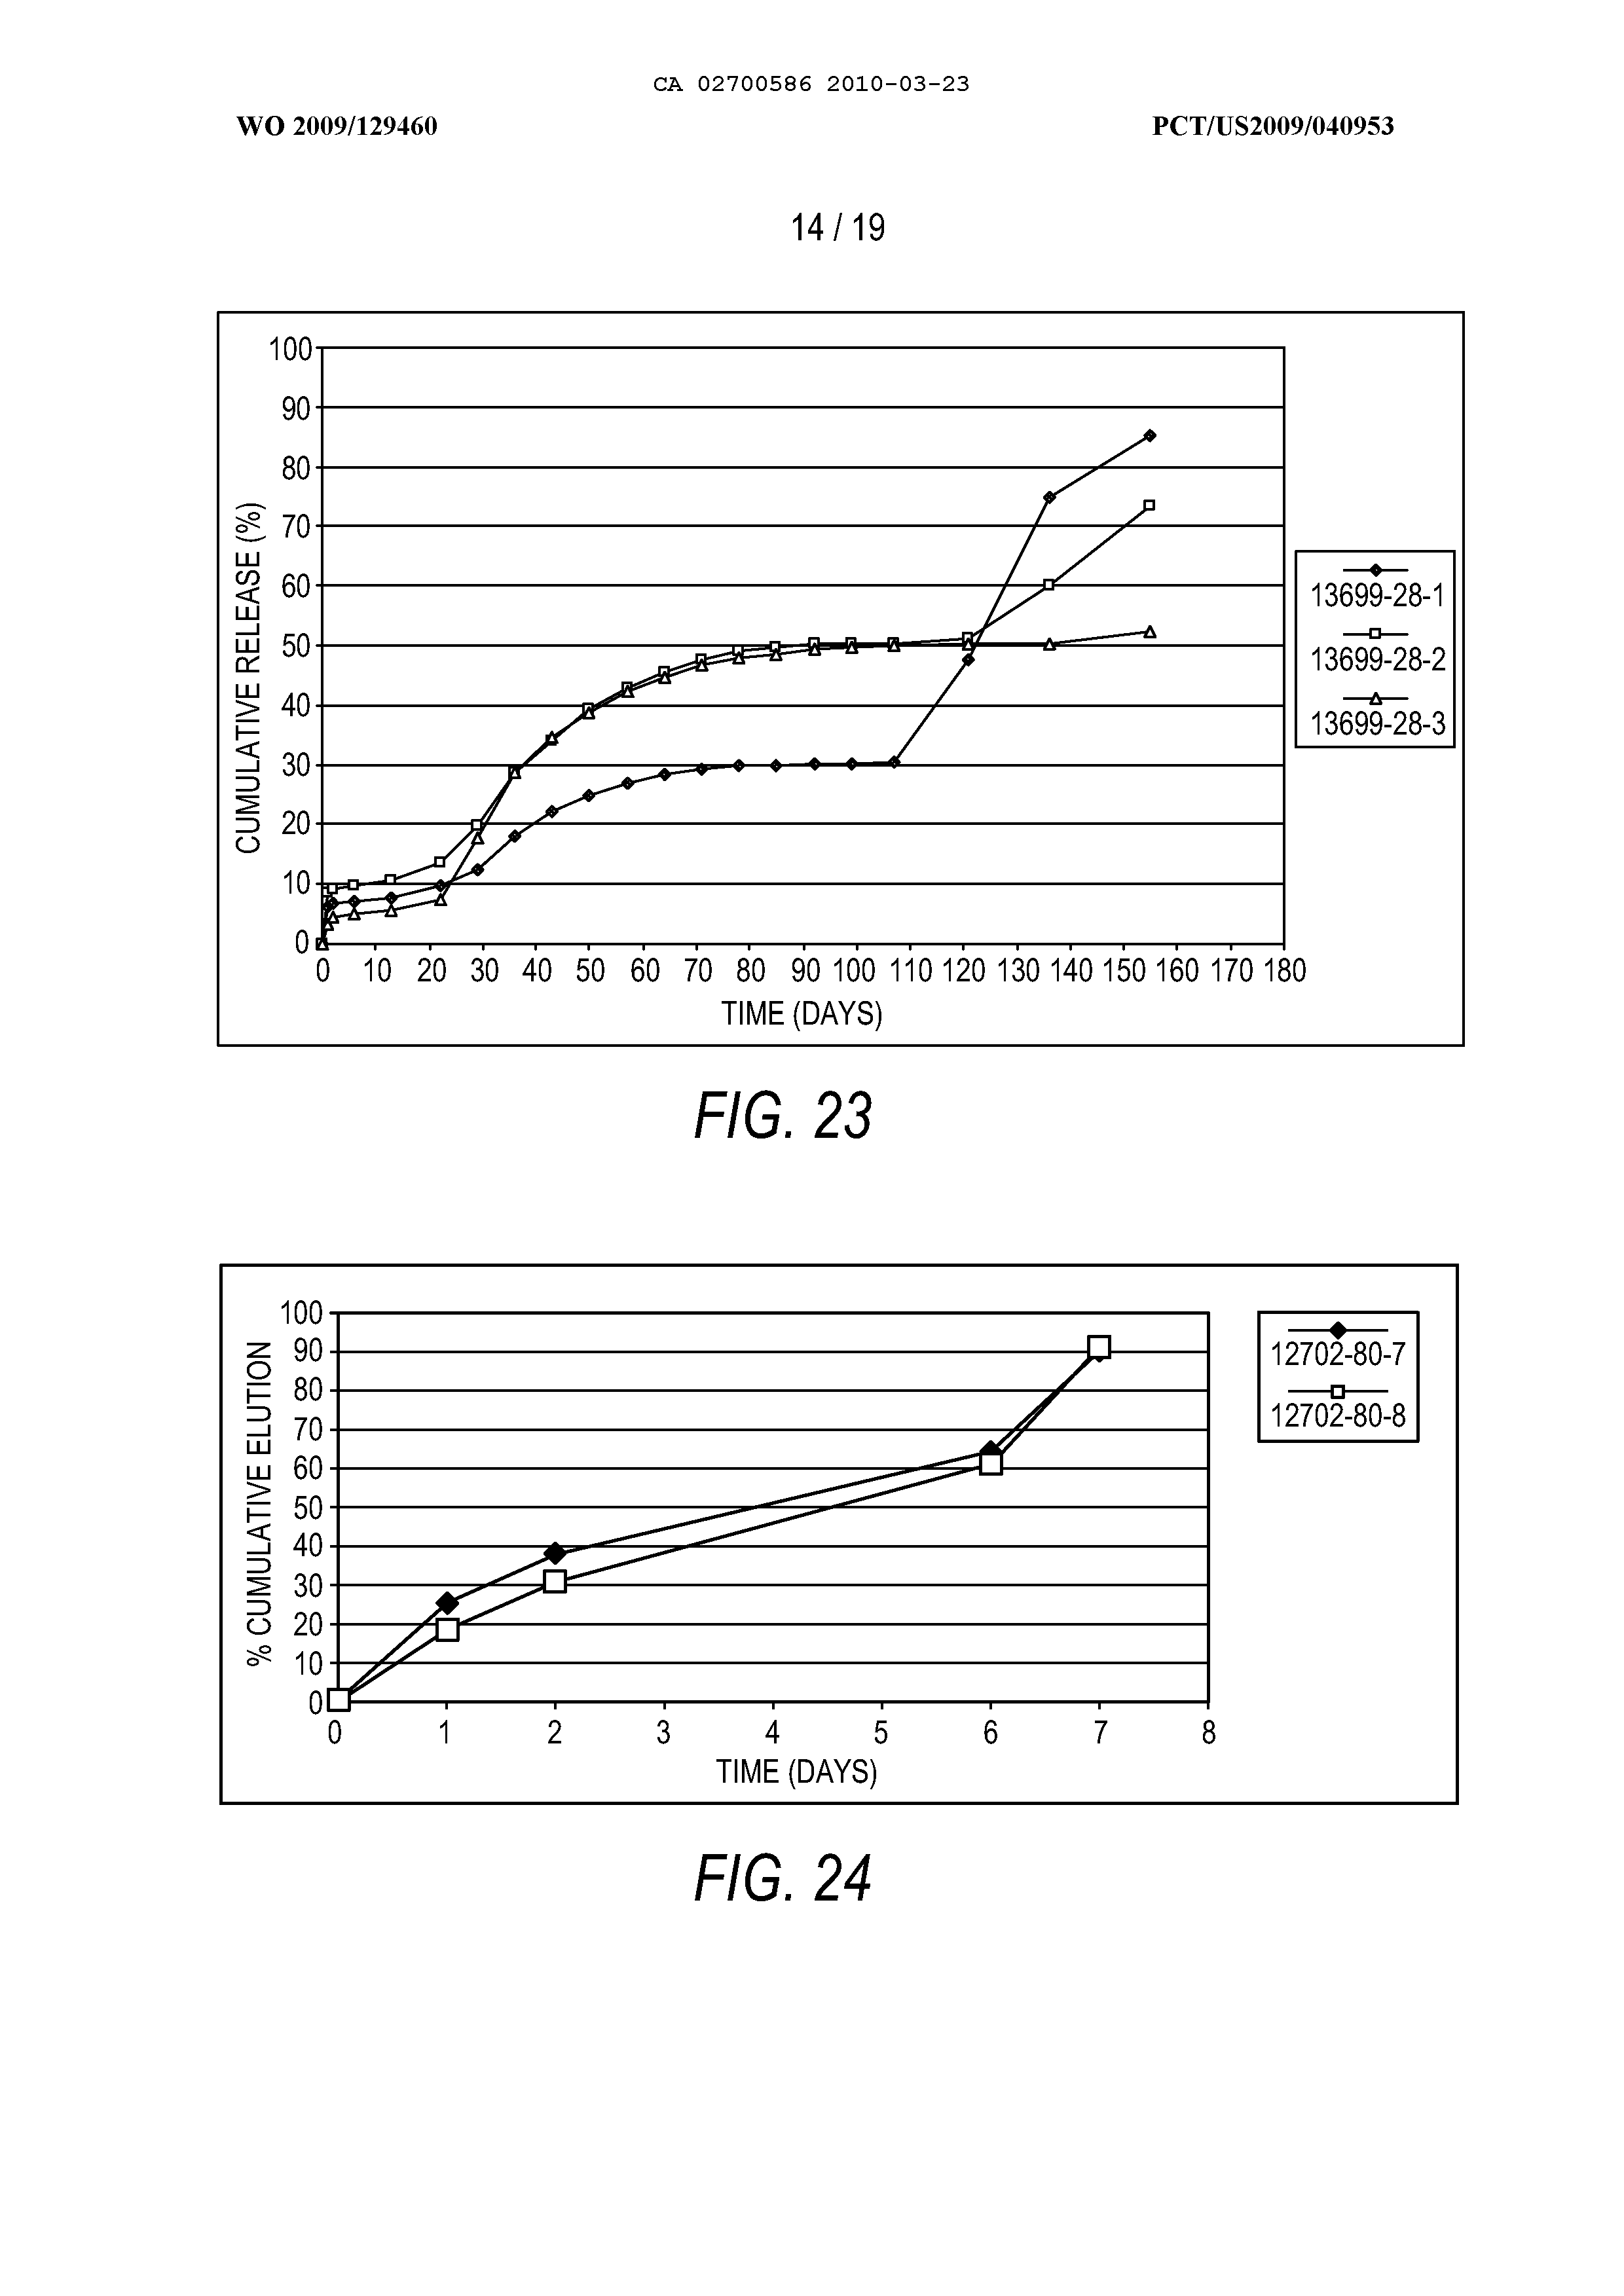 CA 02700586 2010-03-23
WO 2009/129460
PCT/US2009/040953
14 / 19
100
90
80
70
60
50
40
30
20
10
0
CUMULATIVE RELEASE (%)
0 10 20 30 40 50 60 70 80 90 100 110 120 130 140 150 160 170 180
TIME (DAYS)
13699-28-1
13699-28-2
13699-28-3
FIG. 23
100
90
80
70
60
50
40
30
20
10
0
% CUMULATIVE ELUTION
0 1 2 3 4 5 6 7 8
TIME (DAYS)
12702-80-7
12702-80-8
FIG. 24